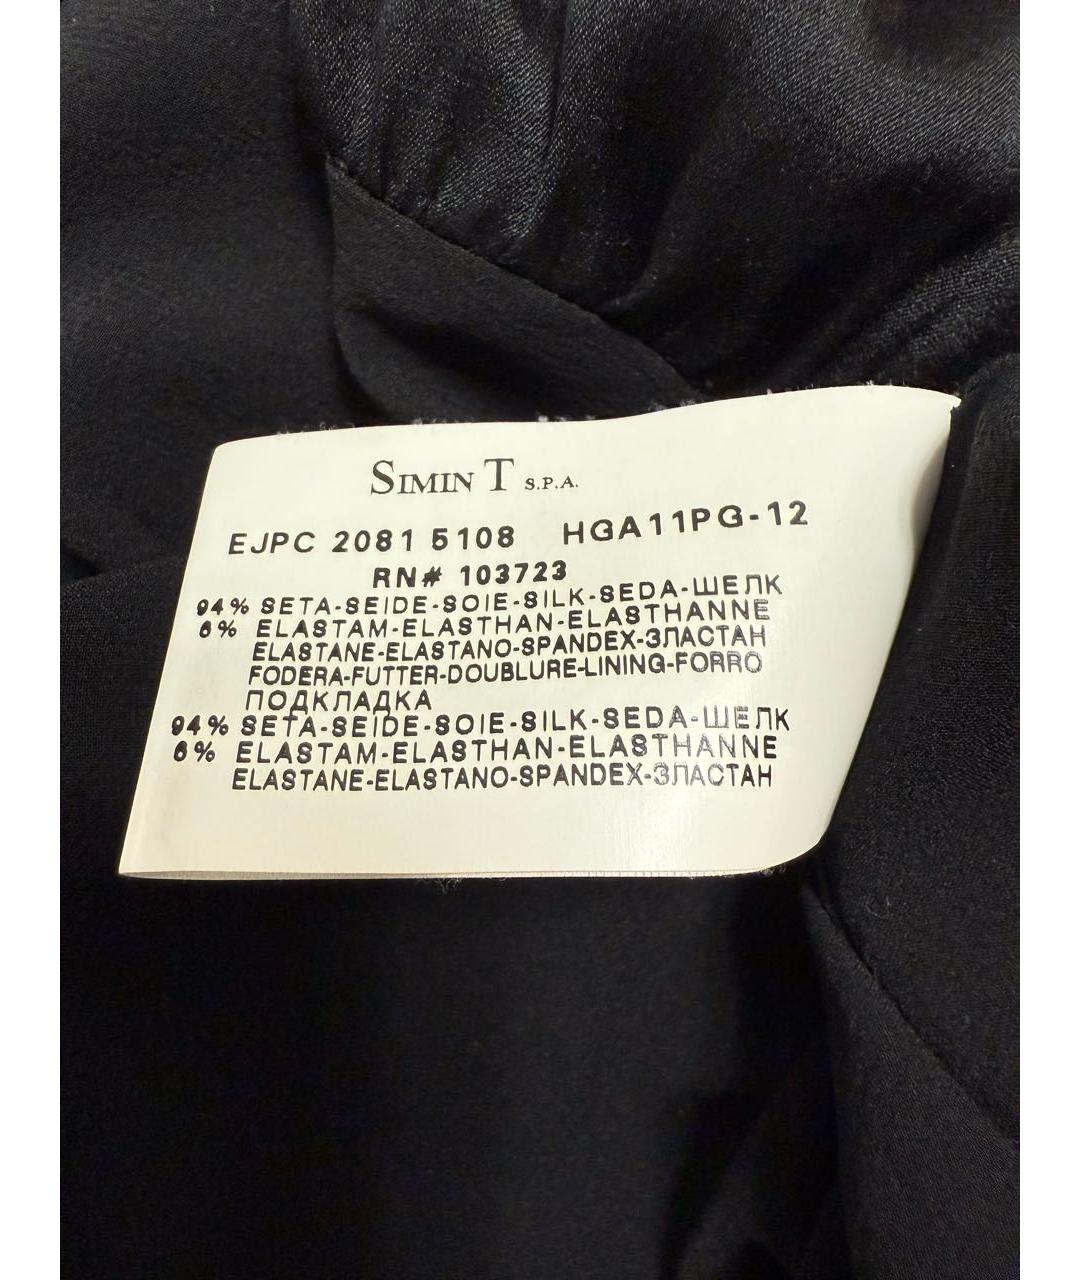 SIMIN T S.P.A.
EJPC 2081 5108 HGA11PG-12
RN# 103723
94% SETA-SEIDE-SOIE-SILK-SEDA-ШЕЛК
6% ELASTAM-ELASTHAN-ELASTHANNE
ELASTANE-ELASTANO-SPANDEX-ЗЛАСТАН
FODERA-FUTTER-DOUBLURE-LINING-FORRO
ПОДКЛАДКА
94% SETA-SEIDE-SOIE-SILK-SEDA-ШЕЛК
6% ELASTAM-ELASTHAN-ELASTHANNE
ELASTANE-ELASTANO-SPANDEX-ЗЛАСТАН